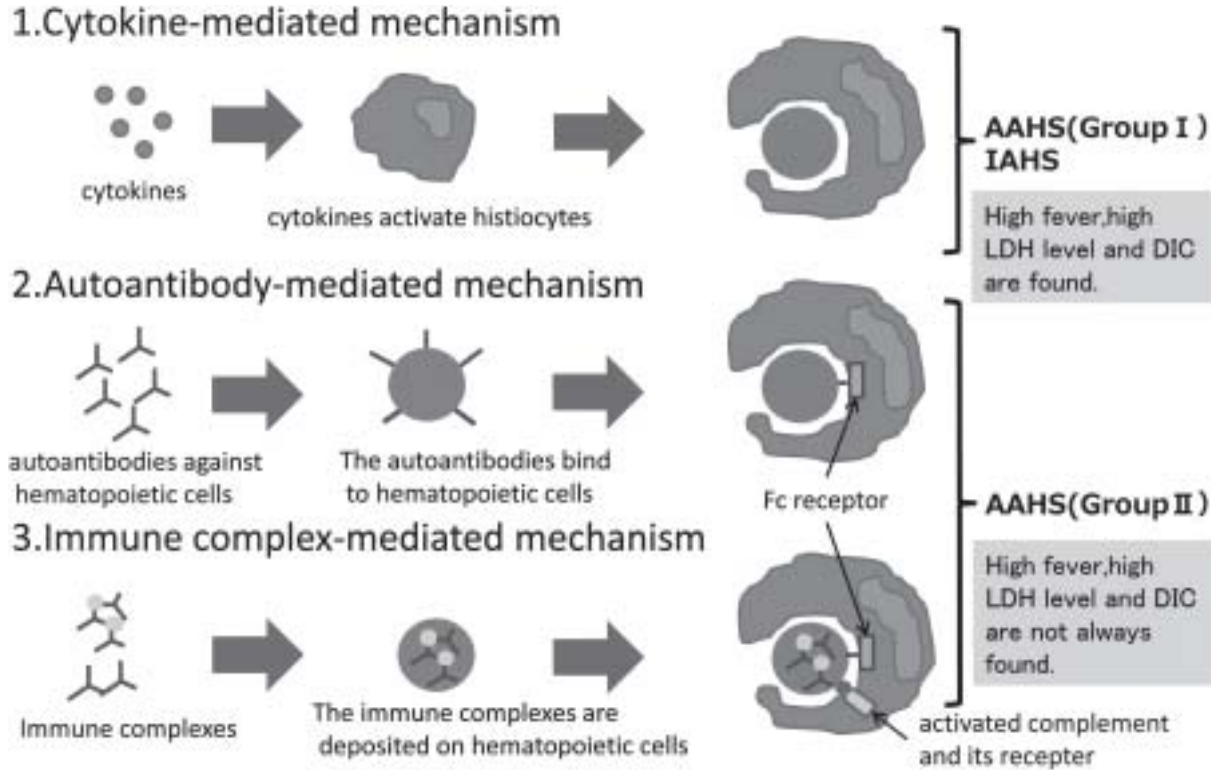 1.Cytokine-mediated mechanism
cytokines
cytokines activate histiocytes
AAHS(Group Ⅰ)
IAHS
High fever,high
LDH level and DIC
are found.
2.Autoantibody-mediated mechanism
autoantibodies against
hematopoietic cells
The autoantibodies bind
to hematopoietic cells
Fc receptor
AAHS(Group Ⅱ)
High fever,high
LDH level and DIC
are not always
found.
3.Immune complex-mediated mechanism
Immune complexes
The immune complexes are
deposited on hematopoietic cells
activated complement
and its recepter